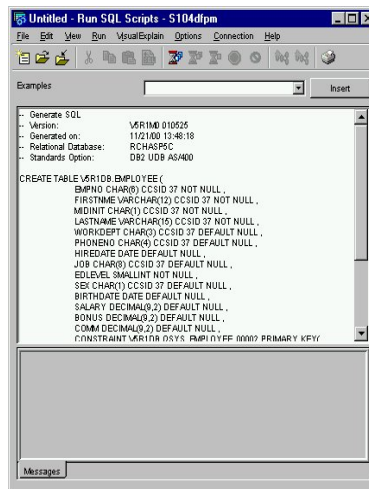 Untitled - Run SQL Scripts - S104dfpm
File Edit View Run VisualExplain Options Connection Help
Examples
Insert
-- Generate SQL
-- Version: V5R1M0 010525
-- Generated on: 11/21/00 13:48:18
-- Relational Database: RCHASP5C
-- Standards Option: DB2 UDB AS/400
CREATE TABLE V5R1DB.EMPLOYEE (
EMPNO CHAR(6) CCSID 37 NOT NULL ,
FIRSTNME VARCHAR(12) CCSID 37 NOT NULL ,
MIDINIT CHAR(1) CCSID 37 NOT NULL ,
LASTNAME VARCHAR(15) CCSID 37 NOT NULL ,
WORKDEPT CHAR(3) CCSID 37 DEFAULT NULL ,
PHONENO CHAR(4) CCSID 37 DEFAULT NULL ,
HIREDATE DATE DEFAULT NULL ,
JOB CHAR(8) CCSID 37 DEFAULT NULL ,
EDLEVEL SMALLINT NOT NULL ,
SEX CHAR(1) CCSID 37 DEFAULT NULL ,
BIRTHDATE DATE DEFAULT NULL ,
SALARY DECIMAL(9,2) DEFAULT NULL ,
BONUS DECIMAL(9,2) DEFAULT NULL ,
COMM DECIMAL(9,2) DEFAULT NULL ,
CONSTRAINT V5R1DB.QSYS_EMPLOYEE_00002 PRIMARY KEY(
Messages